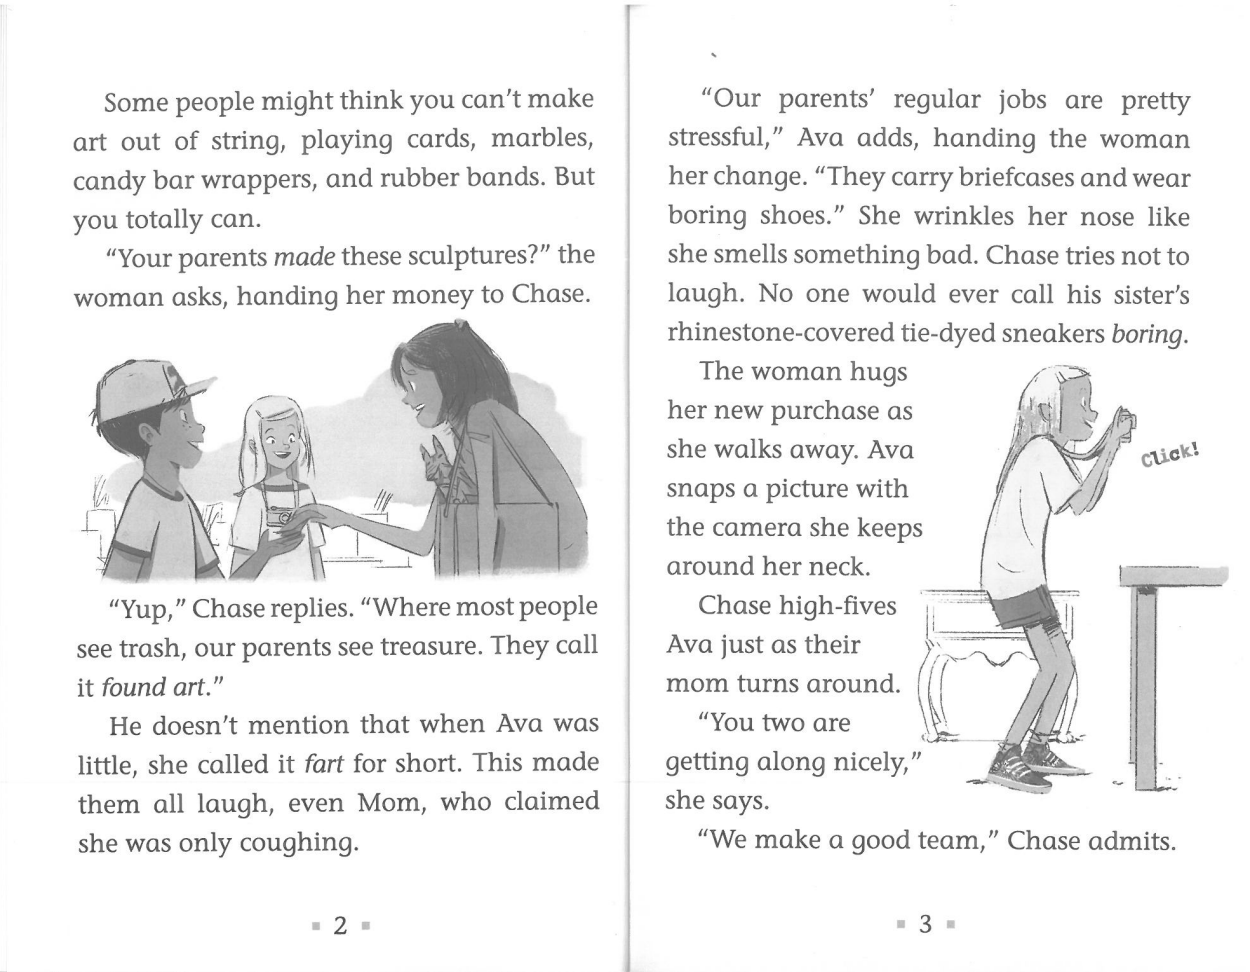 Some people might think you can't make
art out of string, playing cards, marbles,
candy bar wrappers, and rubber bands. But
you totally can.
"Your parents made these sculptures?" the
woman asks, handing her money to Chase.
"Yup," Chase replies. "Where most people
see trash, our parents see treasure. They call
it found art."
He doesn't mention that when Ava was
little, she called it fart for short. This made
them all laugh, even Mom, who claimed
she was only coughing.
2
"Our parents' regular jobs are pretty
stressful," Ava adds, handing the woman
her change. "They carry briefcases and wear
boring shoes." She wrinkles her nose like
she smells something bad. Chase tries not to
laugh. No one would ever call his sister's
rhinestone-covered tie-dyed sneakers boring.
The woman hugs
her new purchase as
she walks away. Ava
snaps a picture with
the camera she keeps
around her neck.
Click!
Chase high-fives
Ava just as their
mom turns around.
"You two are
getting along nicely,"
she says.
"We make a good team," Chase admits.
3